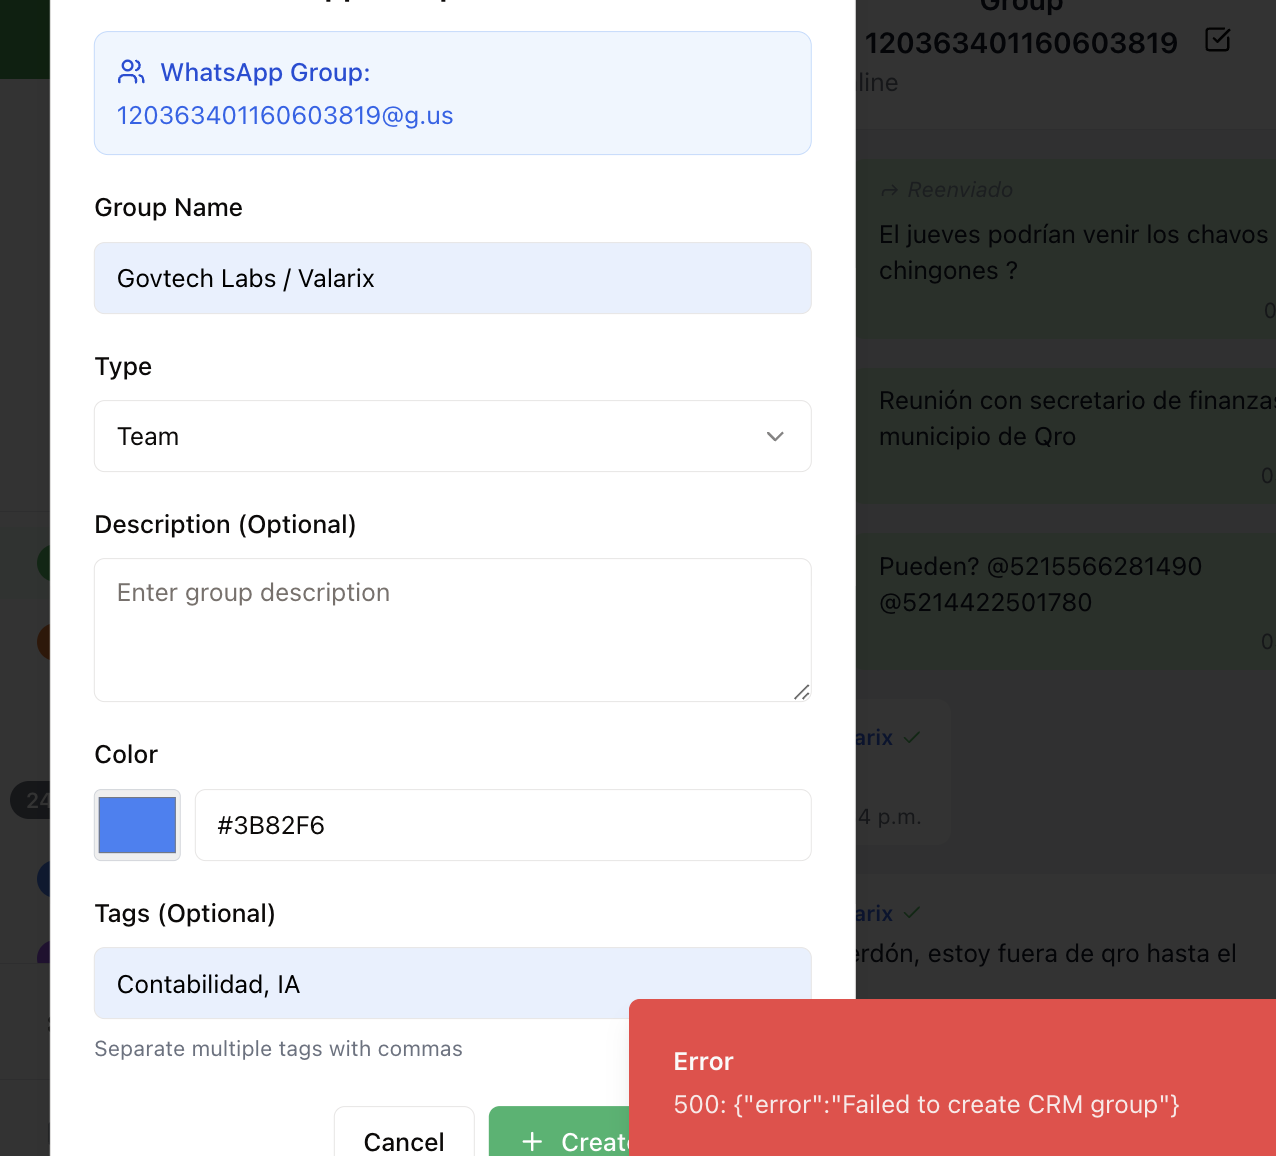 WhatsApp Group:
120363401160603819@g.us
Group Name
Govtech Labs / Valarix
Type
Team
Description (Optional)
Enter group description
Color
#3B82F6
Tags (Optional)
Contabilidad, IA
Separate multiple tags with commas
Cancel
+ Create
Error
500: {"error":"Failed to create CRM group"}
Group
120363401160603819
line
Reenviado
El jueves podrían venir los chavos
chingones ?
Reunión con secretario de finanzas
municipio de Qro
Pueden? @5215566281490
@5214422501780
arix
4 p.m.
arix
erdón, estoy fuera de qro hasta el
24